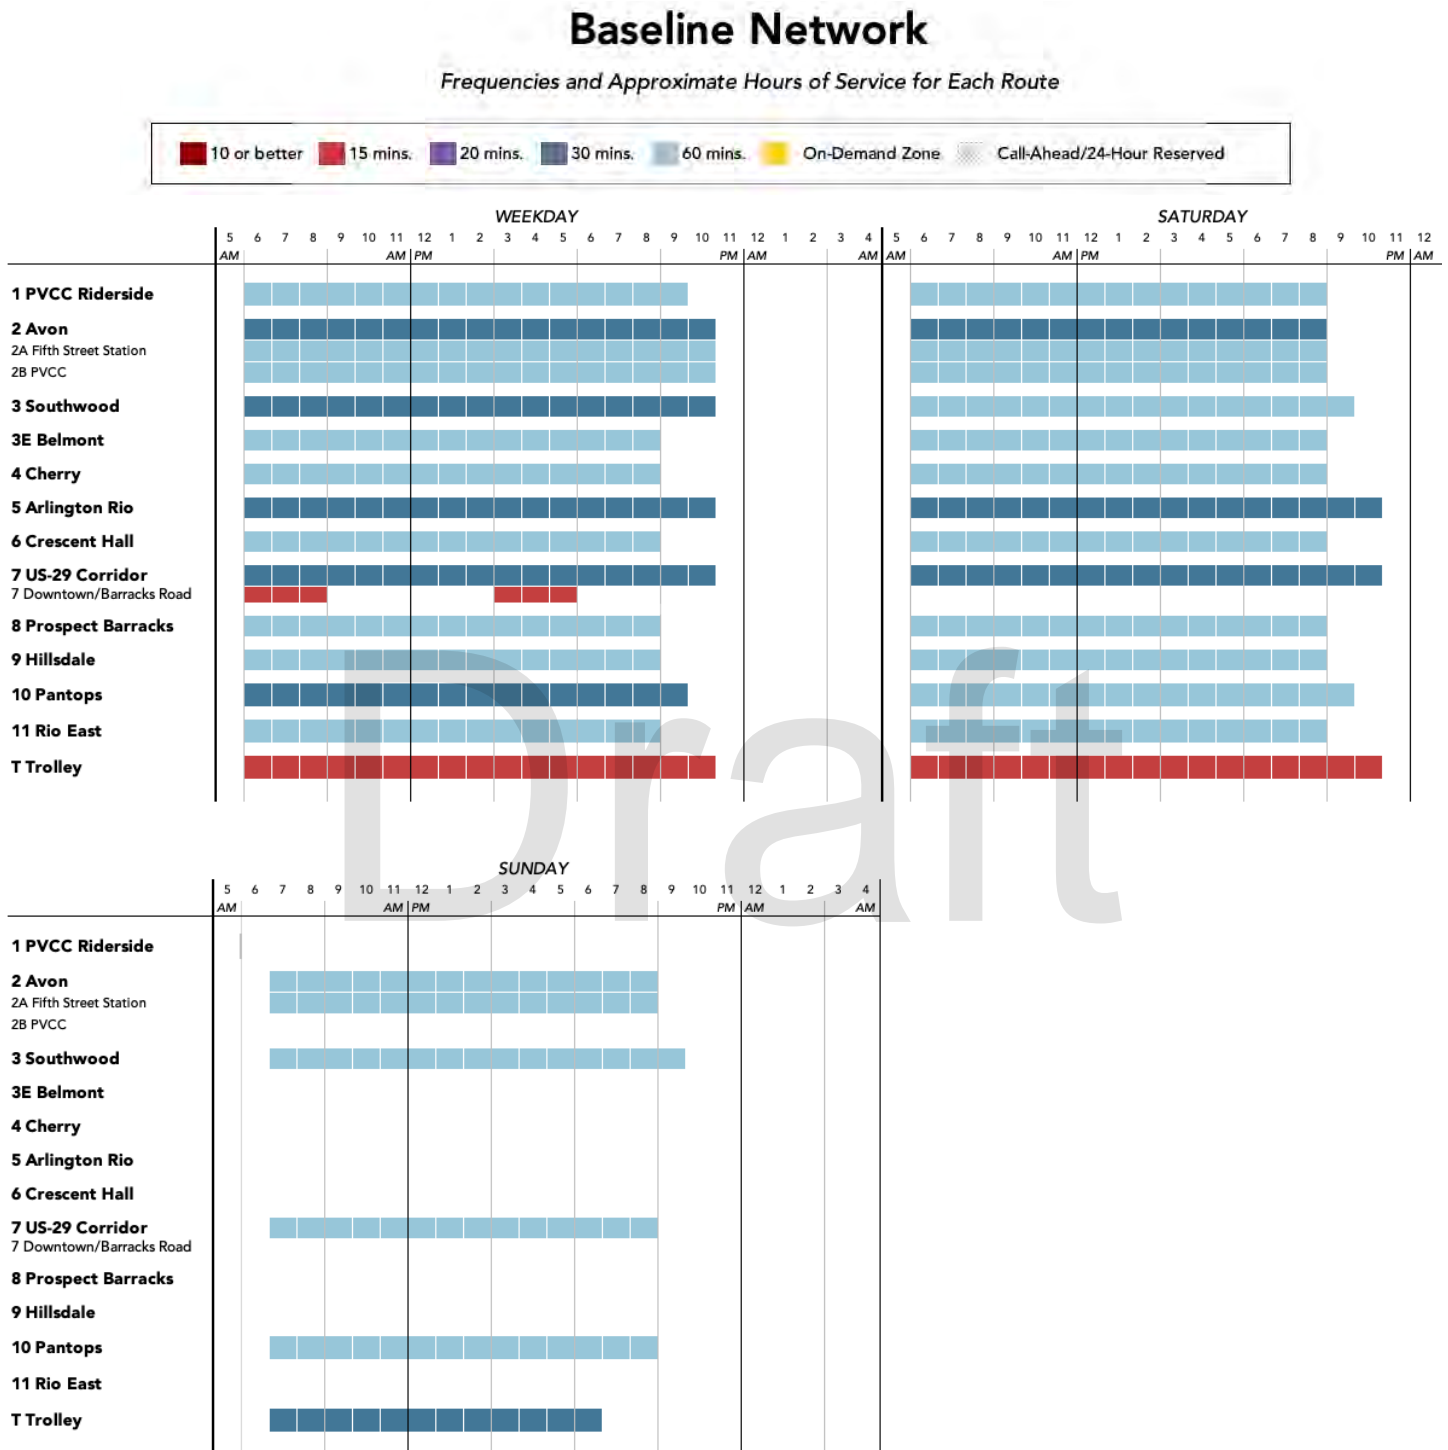 Baseline Network
Frequencies and Approximate Hours of Service for Each Route
10 or better 15 mins. 20 mins. 30 mins. 60 mins. On-Demand Zone Call-Ahead/24-Hour Reserved
WEEKDAY SATURDAY
5 6 7 8 9 10 11 12 1 2 3 4 5 6 7 8 9 10 11 12 1 2 3 4 5 6 7 8 9 10 11 12 1 2 3 4 5 6 7 8 9 10 11 12
AM AM PM PM AM AM AM AM PM PM AM
1 PVCC Riderside
2 Avon
2A Fifth Street Station
2B PVCC
3 Southwood
3E Belmont
4 Cherry
5 Arlington Rio
6 Crescent Hall
7 US-29 Corridor
7 Downtown/Barracks Road
8 Prospect Barracks
9 Hillsdale
10 Pantops
11 Rio East
T Trolley
Draft
SUNDAY
5 6 7 8 9 10 11 12 1 2 3 4 5 6 7 8 9 10 11 12 1 2 3 4
AM AM PM PM AM AM
1 PVCC Riderside
2 Avon
2A Fifth Street Station
2B PVCC
3 Southwood
3E Belmont
4 Cherry
5 Arlington Rio
6 Crescent Hall
7 US-29 Corridor
7 Downtown/Barracks Road
8 Prospect Barracks
9 Hillsdale
10 Pantops
11 Rio East
T Trolley